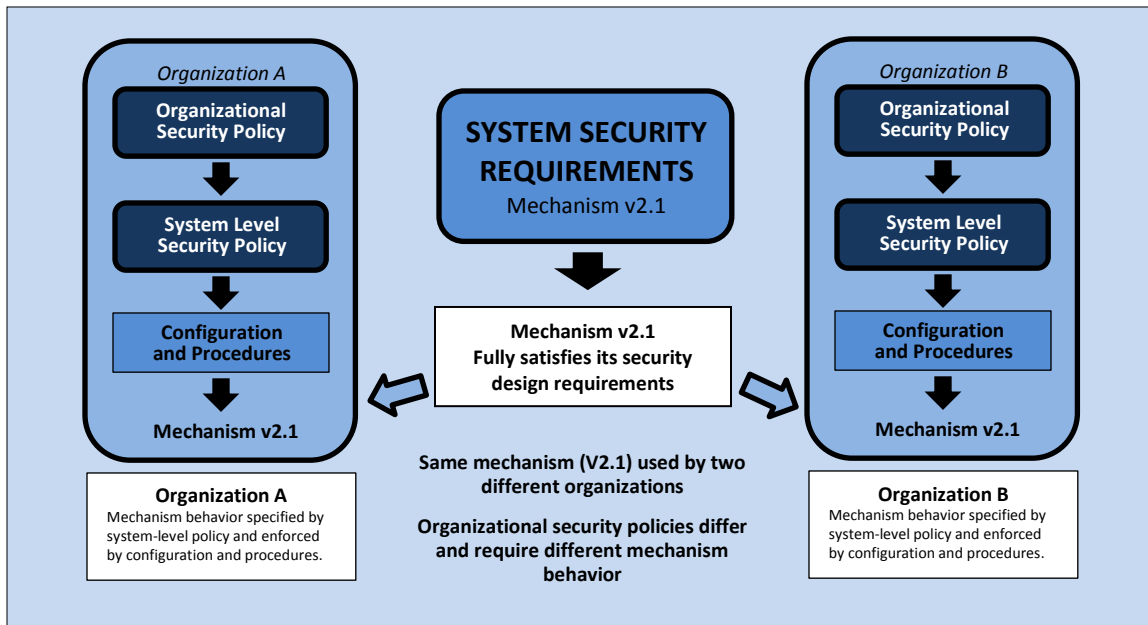 Organization A
Organizational
Security Policy
System Level
Security Policy
Configuration
and Procedures
Mechanism v2.1
Organization A
Mechanism behavior specified by
system-level policy and enforced
by configuration and procedures.
SYSTEM SECURITY
REQUIREMENTS
Mechanism v2.1
Mechanism v2.1
Fully satisfies its security
design requirements
Same mechanism (V2.1) used by two
different organizations
Organizational security policies differ
and require different mechanism
behavior
Organization B
Organizational
Security Policy
System Level
Security Policy
Configuration
and Procedures
Mechanism v2.1
Organization B
Mechanism behavior specified by
system-level policy and enforced
by configuration and procedures.